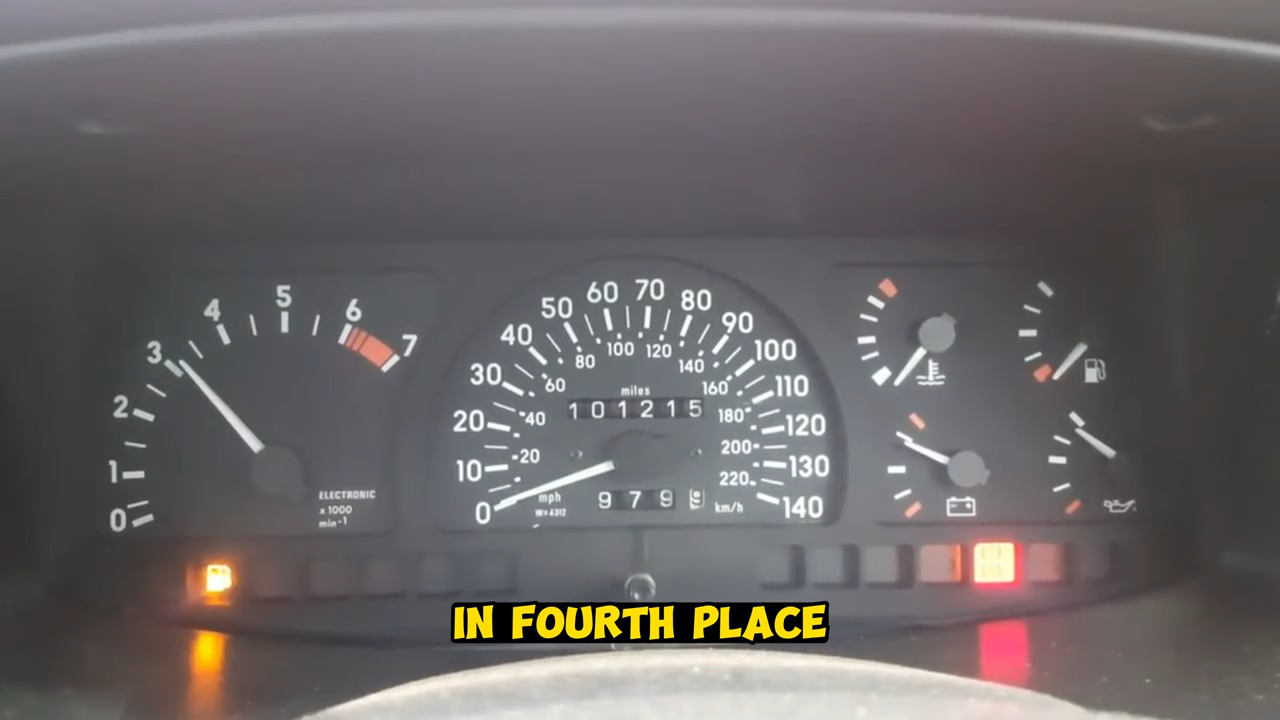 0 1 2 3 4 5 6 7
ELECTRONIC
x 1000
min-1
0 10 20 30 40 50 60 70 80 90 100 110 120 130 140
20 40 60 80 100 120 140 160 180 200 220
miles
101215
mph
W=4312
979
km/h
IN FOURTH PLACE